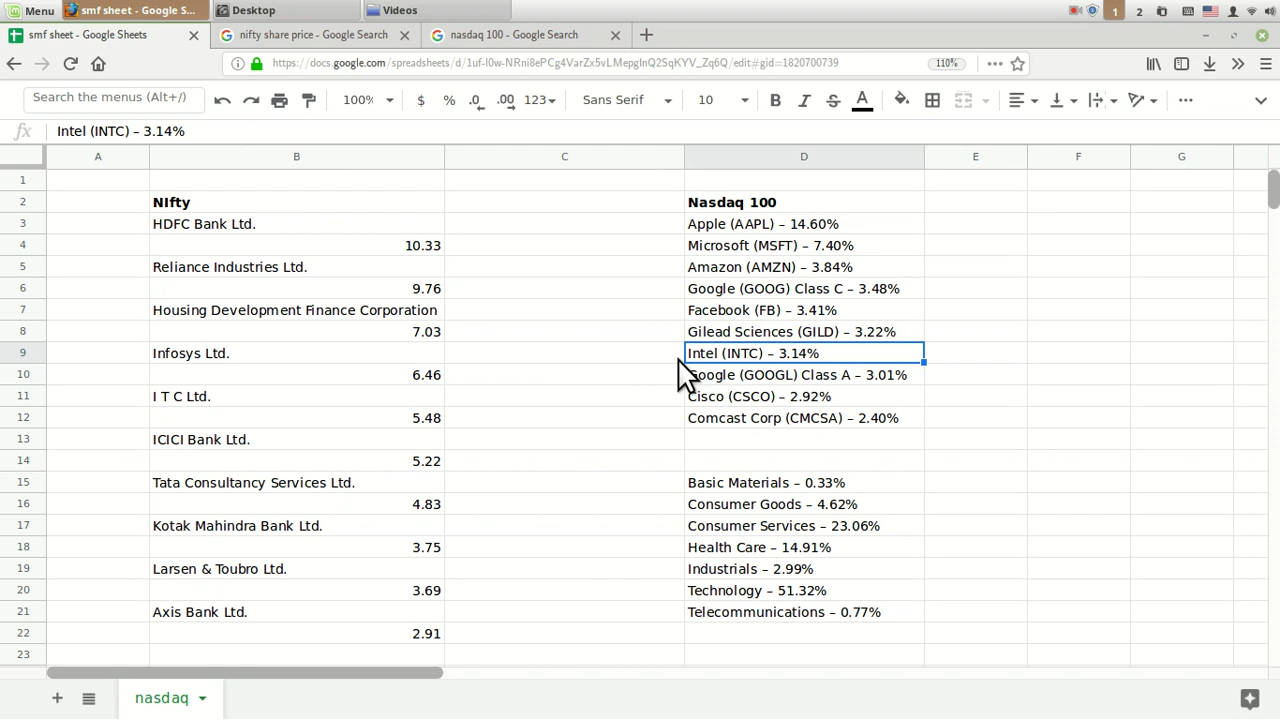 Menu
smf sheet - Google S...
Desktop
Videos
1
2
smf sheet - Google Sheets
nifty share price - Google Search
nasdaq 100 - Google Search
https://docs.google.com/spreadsheets/d/1uf-I0w-NRNi8ePCg4VarZx5vLMepgInQ2SqKYV_Zq6Q/edit#gid=1820700739
110%
Search the menus (Alt+/)
100%
$
%
.0
.00
123
Sans Serif
10
B
I
S
A
fx
Intel (INTC) – 3.14%
A
B
C
D
E
F
G
1
2
NIfty
Nasdaq 100
3
HDFC Bank Ltd.
Apple (AAPL) – 14.60%
4
10.33
Microsoft (MSFT) – 7.40%
5
Reliance Industries Ltd.
Amazon (AMZN) – 3.84%
6
9.76
Google (GOOG) Class C – 3.48%
7
Housing Development Finance Corporation
Facebook (FB) – 3.41%
8
7.03
Gilead Sciences (GILD) – 3.22%
9
Infosys Ltd.
Intel (INTC) – 3.14%
10
6.46
Google (GOOGL) Class A – 3.01%
11
I T C Ltd.
Cisco (CSCO) – 2.92%
12
5.48
Comcast Corp (CMCSA) – 2.40%
13
ICICI Bank Ltd.
14
5.22
15
Tata Consultancy Services Ltd.
Basic Materials – 0.33%
16
4.83
Consumer Goods – 4.62%
17
Kotak Mahindra Bank Ltd.
Consumer Services – 23.06%
18
3.75
Health Care – 14.91%
19
Larsen & Toubro Ltd.
Industrials – 2.99%
20
3.69
Technology – 51.32%
21
Axis Bank Ltd.
Telecommunications – 0.77%
22
2.91
23
nasdaq